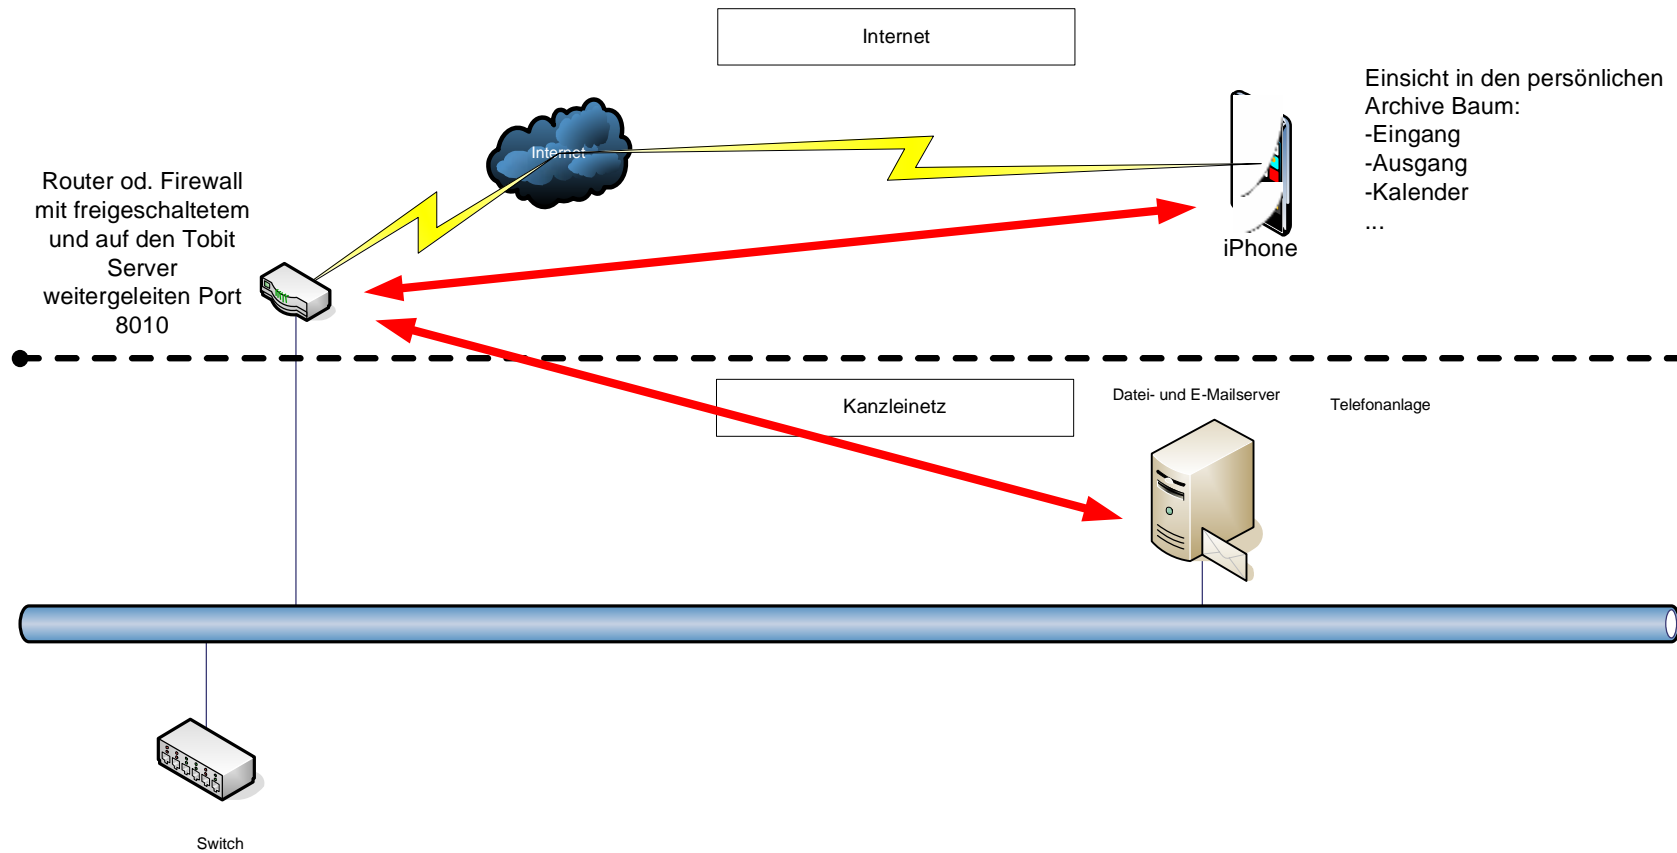 Internet
Einsicht in den persönlichen
Archive Baum:
-Eingang
-Ausgang
-Kalender
...
Internet
iPhone
Router od. Firewall
mit freigeschaltetem
und auf den Tobit
Server
weitergeleiten Port
8010
Kanzleinetz
Datei- und E-Mailserver
Telefonanlage
Switch